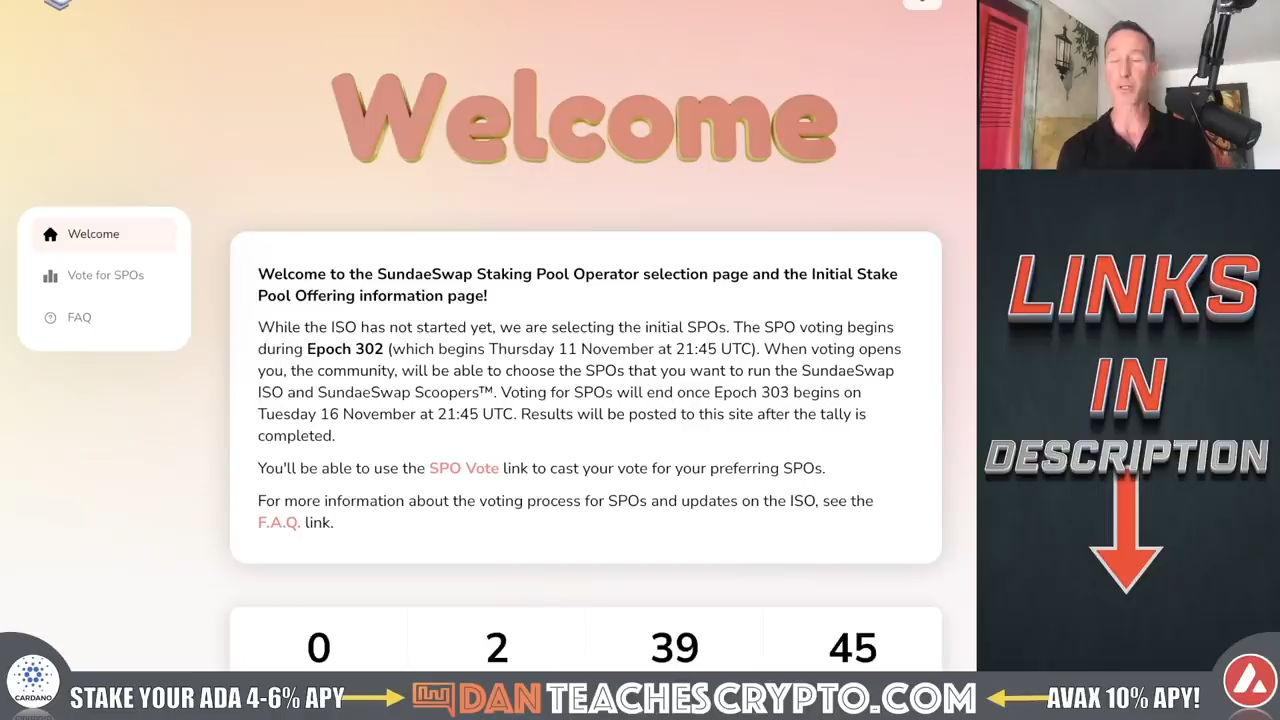 Welcome
Welcome
Vote for SPOs
FAQ
Welcome to the SundaeSwap Staking Pool Operator selection page and the Initial Stake
Pool Offering information page!
While the ISO has not started yet, we are selecting the initial SPOs. The SPO voting begins
during Epoch 302 (which begins Thursday 11 November at 21:45 UTC). When voting opens
you, the community, will be able to choose the SPOs that you want to run the SundaeSwap
ISO and SundaeSwap Scoopers™. Voting for SPOs will end once Epoch 303 begins on
Tuesday 16 November at 21:45 UTC. Results will be posted to this site after the tally is
completed.
You'll be able to use the SPO Vote link to cast your vote for your preferring SPOs.
For more information about the voting process for SPOs and updates on the ISO, see the
F.A.Q. link.
0 2 39 45
LINKS
IN
DESCRIPTION
CARDANO
STAKE YOUR ADA 4-6% APY
DANTEACHESCRYPTO.COM
AVAX 10% APY!